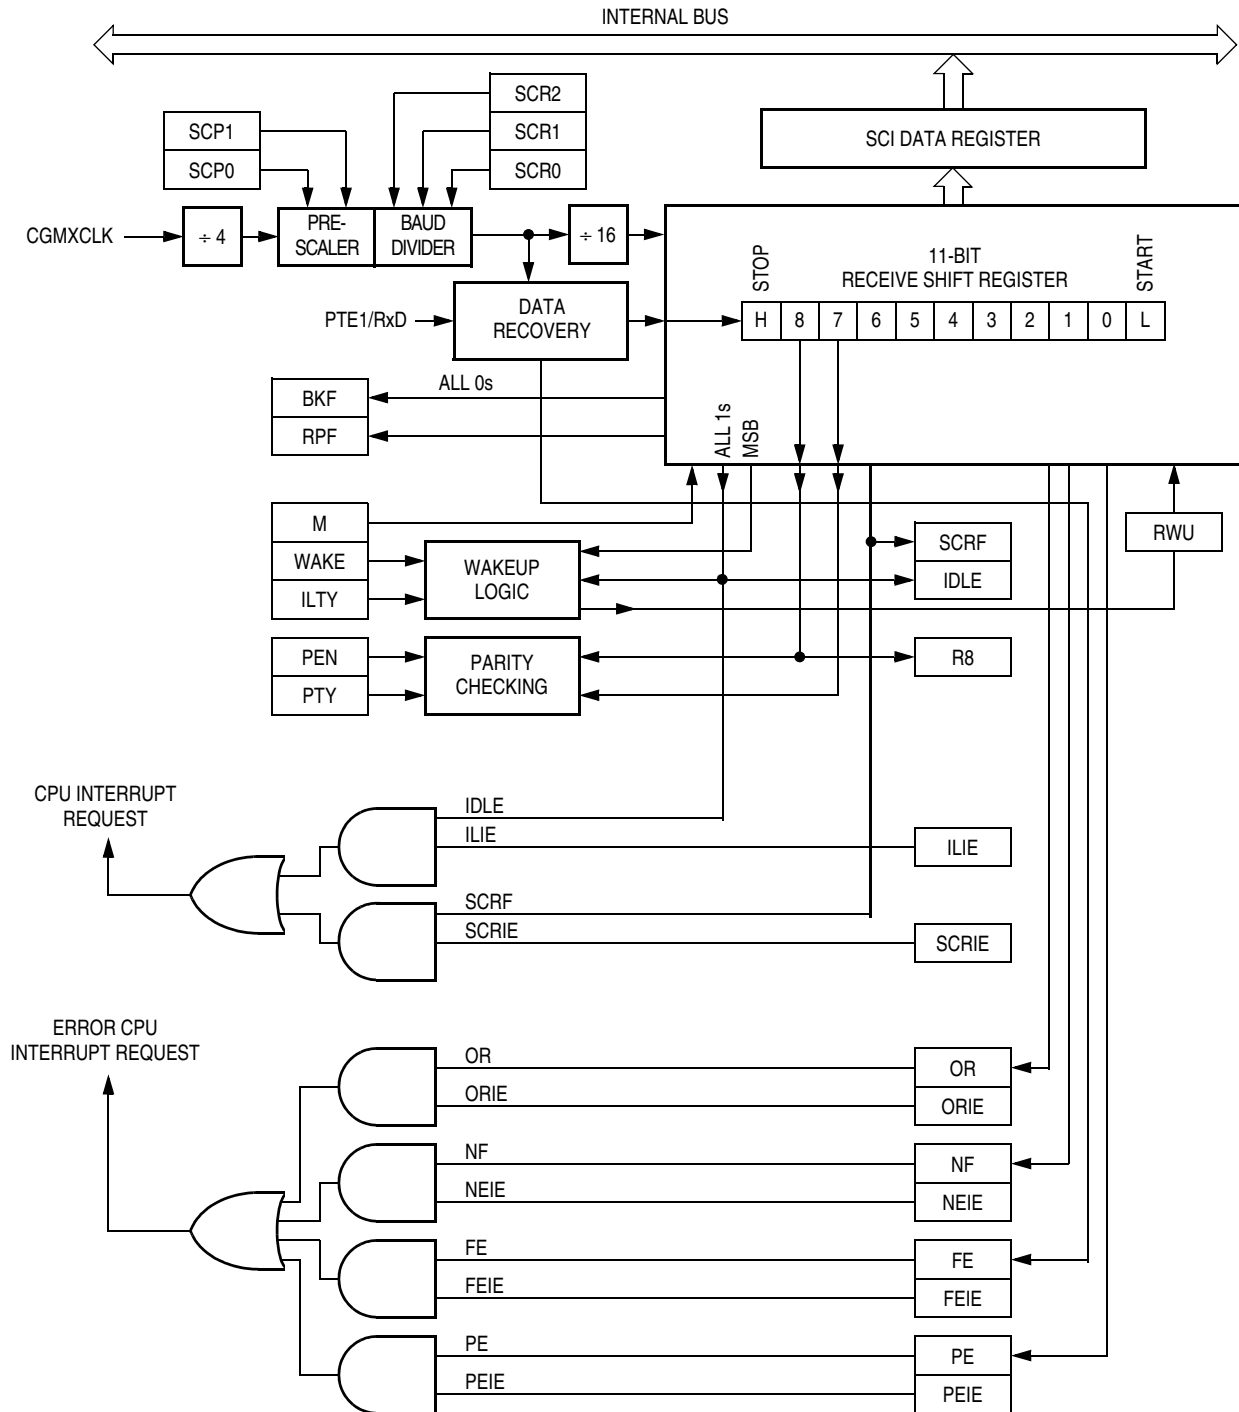 INTERNAL BUS
SCR2
SCR1
SCR0
SCP1
SCP0
SCI DATA REGISTER
CGMXCLK
÷ 4
PRE-
SCALER
BAUD
DIVIDER
÷ 16
STOP
11-BIT
RECEIVE SHIFT REGISTER
START
PTE1/RxD
DATA
RECOVERY
H 8 7 6 5 4 3 2 1 0 L
ALL 0s
BKF
RPF
ALL 1s
MSB
M
WAKE
ILTY
WAKEUP
LOGIC
SCRF
IDLE
RWU
PEN
PTY
PARITY
CHECKING
R8
CPU INTERRUPT
REQUEST
IDLE
ILIE
ILIE
SCRF
SCRIE
SCRIE
ERROR CPU
INTERRUPT REQUEST
OR
ORIE
OR
ORIE
NF
NEIE
NF
NEIE
FE
FEIE
FE
FEIE
PE
PEIE
PE
PEIE